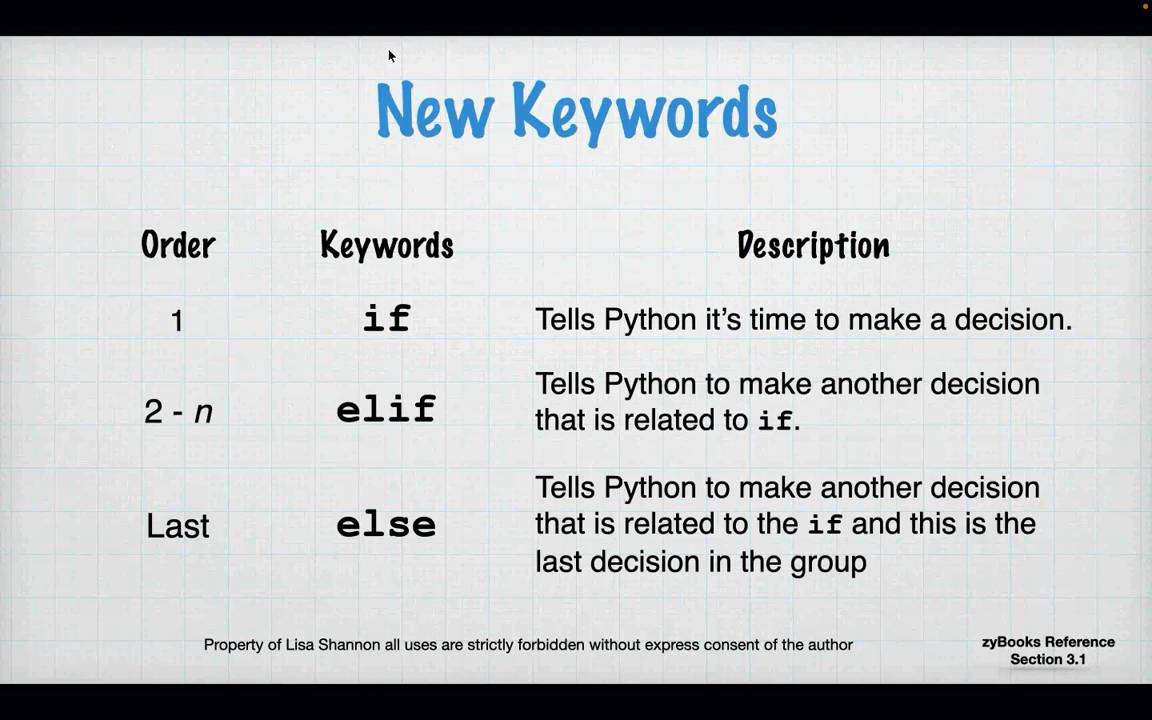 New Keywords
Order Keywords Description
1 if Tells Python it's time to make a decision.
2 - n elif Tells Python to make another decision
that is related to if.
Last else Tells Python to make another decision
that is related to the if and this is the
last decision in the group
Property of Lisa Shannon all uses are strictly forbidden without express consent of the author
zyBooks Reference
Section 3.1